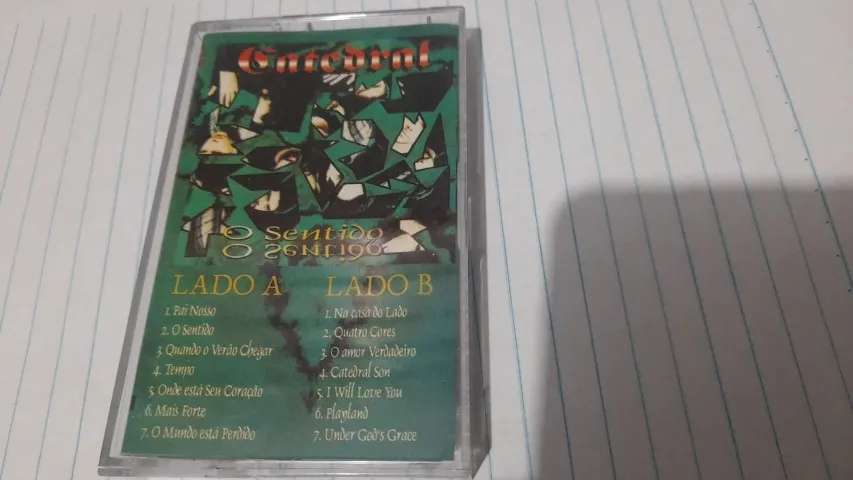 Catedral
O Sentido
O Sentido
LADO A
1. Pai Nosso
2. O Sentido
3. Quando o Verão Chegar
4. Tempo
5. Onde está Seu Coração
6. Mais Forte
7. O Mundo está Perdido
LADO B
1. Na casa do Lado
2. Quatro Cores
3. O amor Verdadeiro
4. Catedral Son
5. I Will Love You
6. Playland
7. Under God's Grace